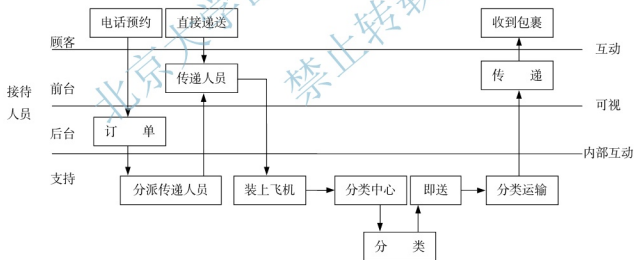 电话预约 直接递送 收到包裹
顾客 互动
传递人员 传 递
接待人员 前台
可视
后台 订 单
内部互动
支持
分派传递人员 装上飞机 分类中心 即送 分类运输
分 类
北京大学
禁止转载